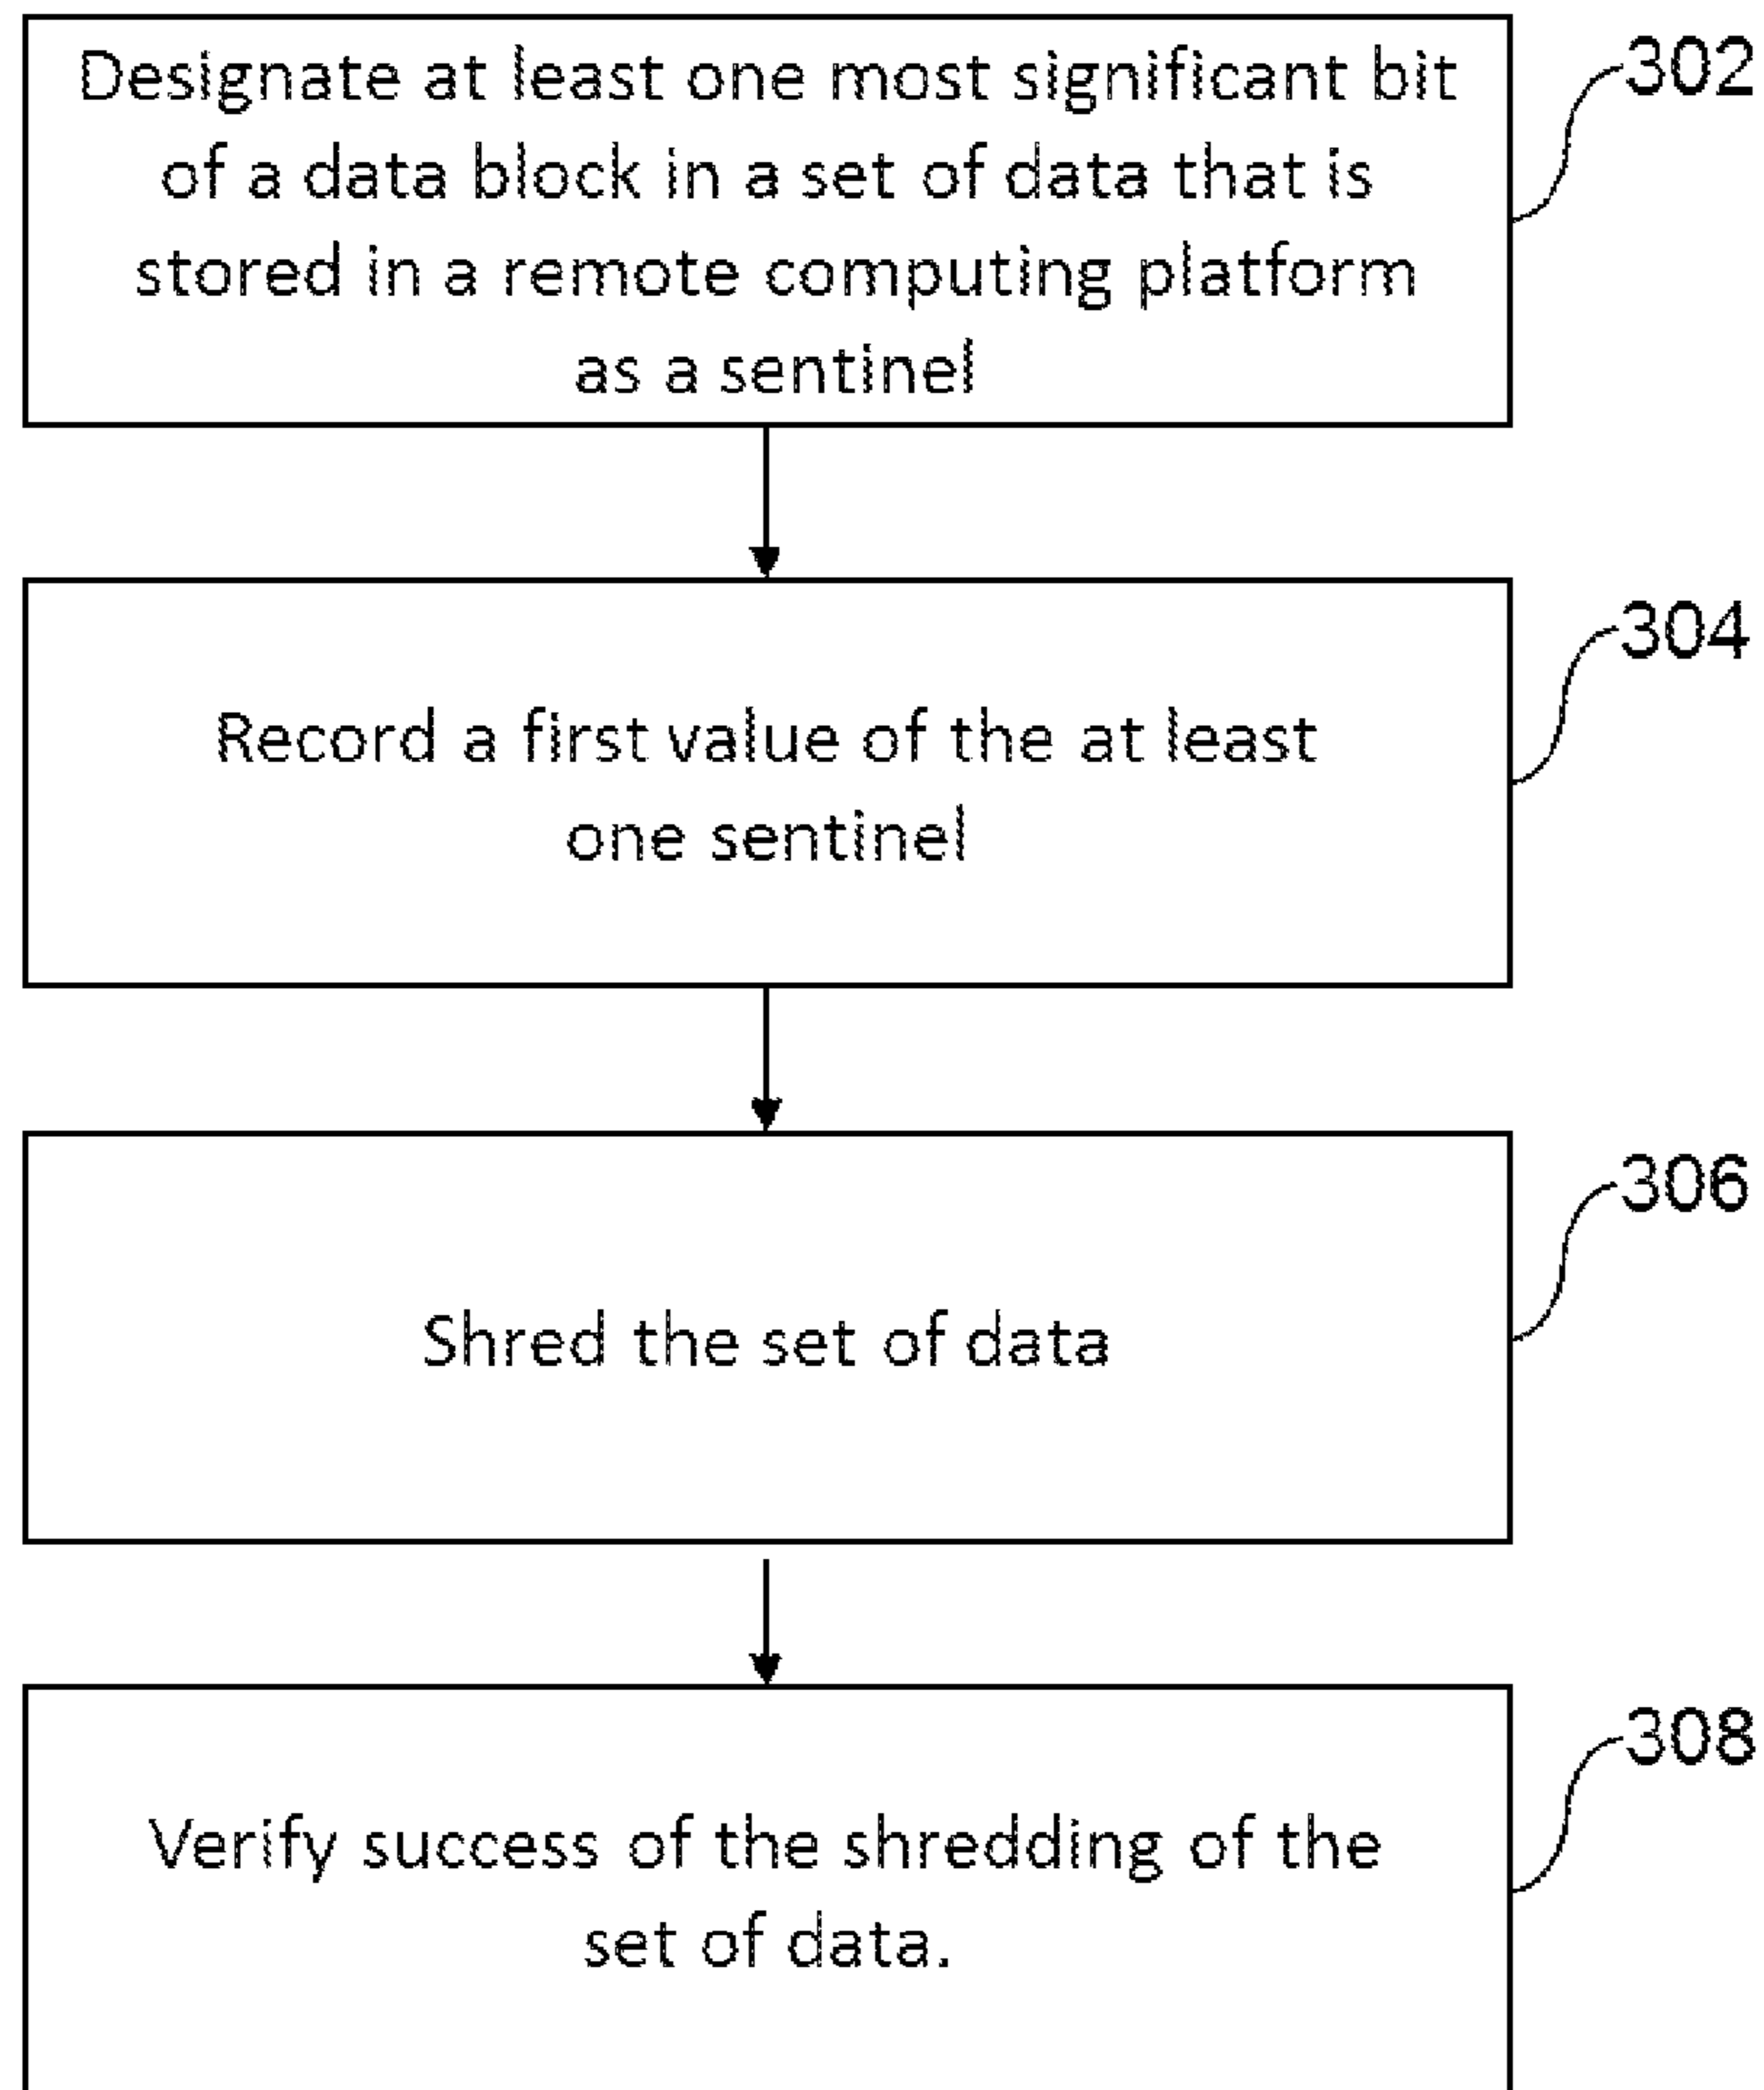 Designate at least one most significant bit
of a data block in a set of data that is
stored in a remote computing platform
as a sentinel
302
Record a first value of the at least
one sentinel
304
Shred the set of data
306
Verify success of the shredding of the
set of data.
308